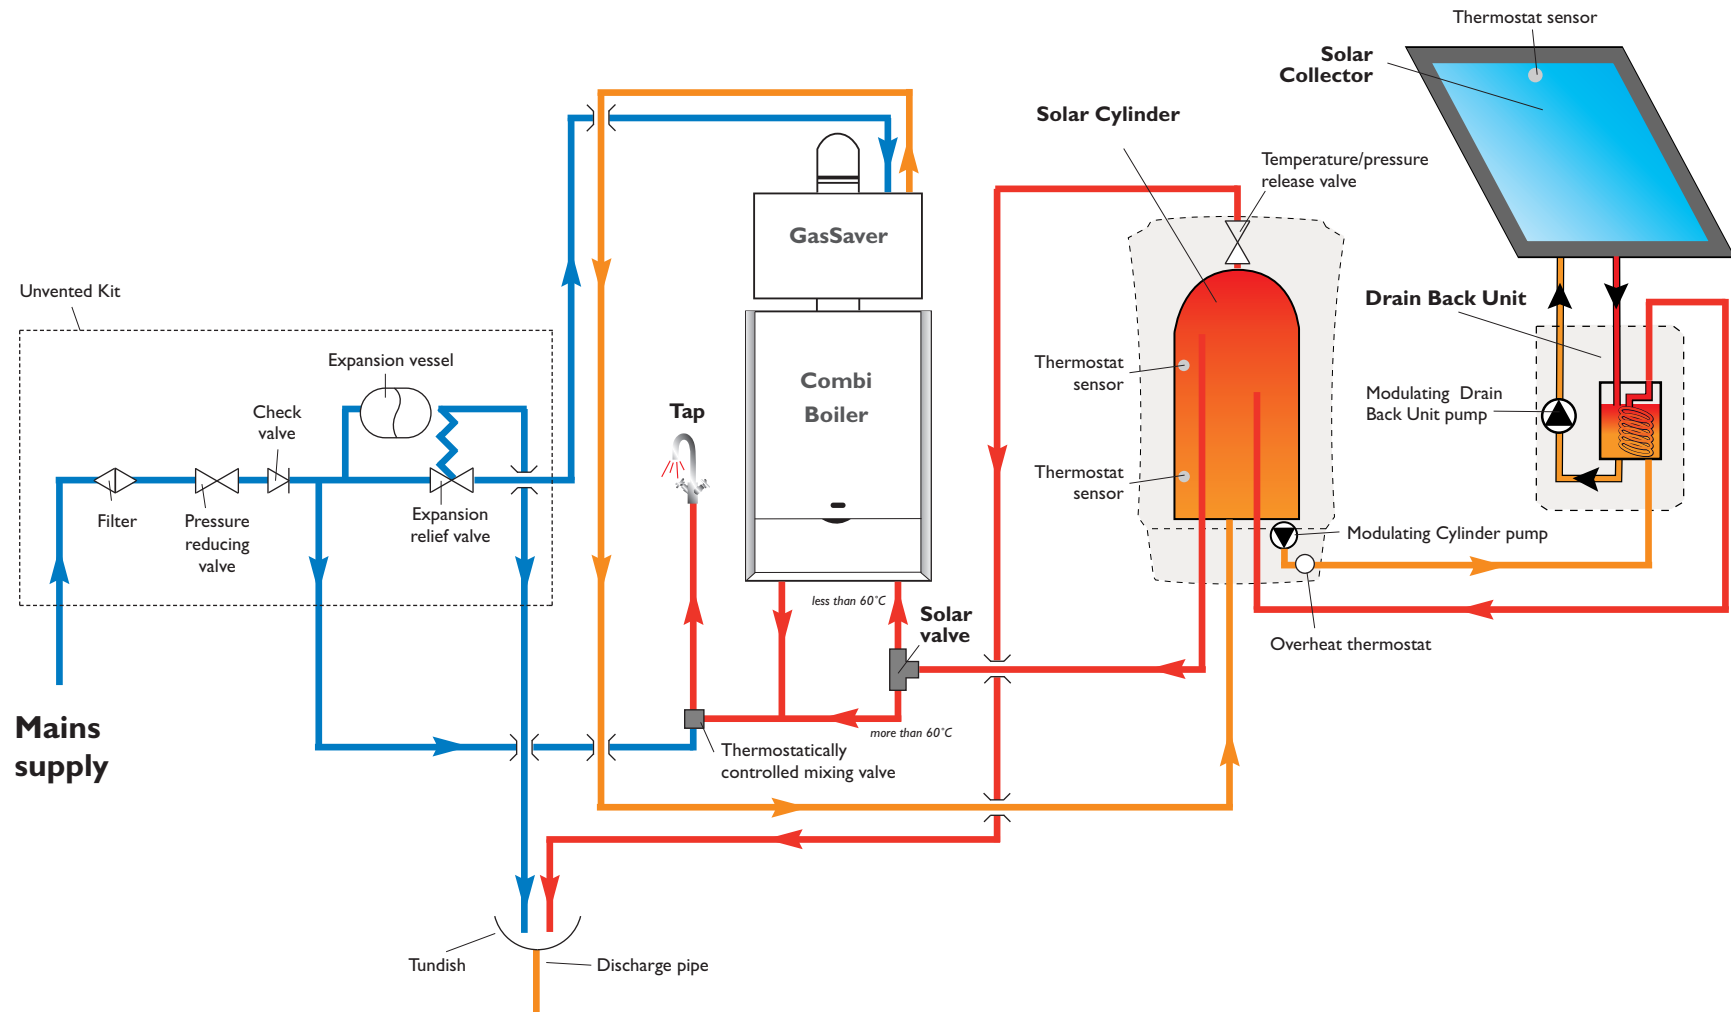 Thermostat sensor
Solar
Collector
Solar Cylinder
Temperature/pressure
release valve
GasSaver
Unvented Kit
Drain Back Unit
Expansion vessel
Thermostat
sensor
Combi
Boiler
Modulating Drain
Back Unit pump
Check
valve
Tap
Thermostat
sensor
Filter
Pressure
reducing
valve
Expansion
relief valve
Modulating Cylinder pump
less than 60˚C
Solar
valve
Overheat thermostat
Mains
supply
more than 60˚C
Thermostatically
controlled mixing valve
Tundish
Discharge pipe